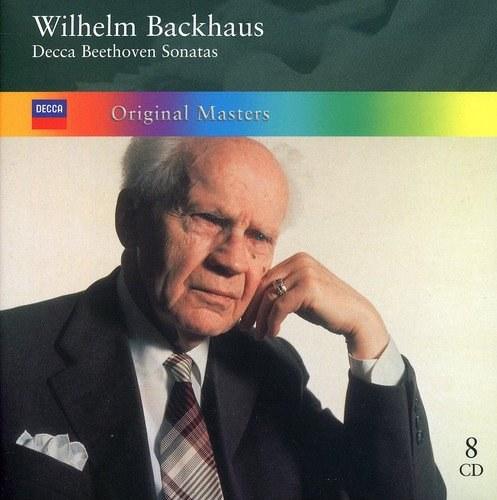 Wilhelm Backhaus
Decca Beethoven Sonatas
DECCA
Original Masters
8
CD